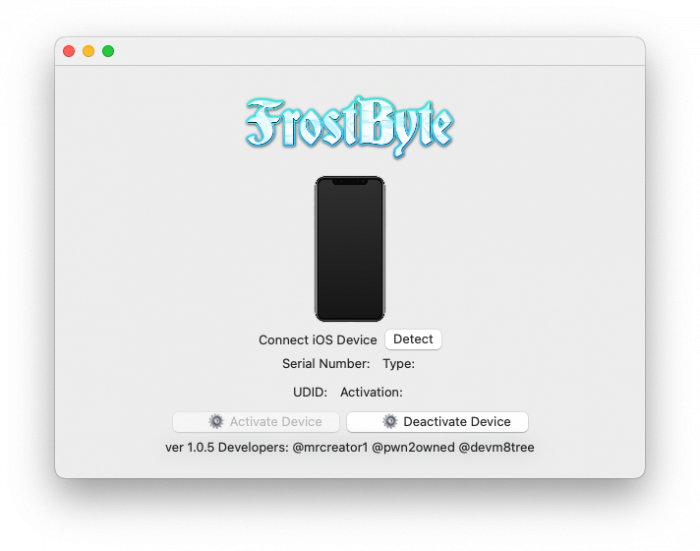 FrostByte
Connect iOS Device Detect
Serial Number: Type:
UDID: Activation:
Activate Device Deactivate Device
ver 1.0.5 Developers: @mrcreator1 @pwn2owned @devm8tree